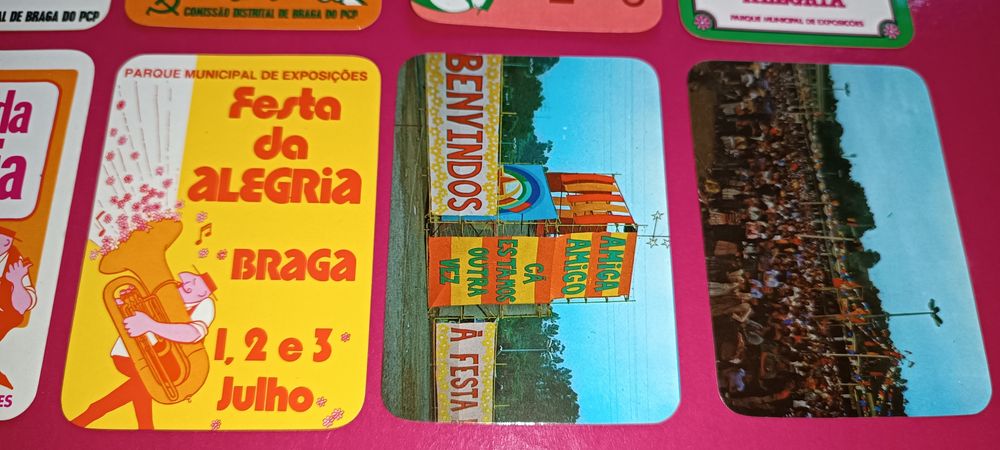 AL DE BRAGA DO PCP
COMISSÃO DISTRITAL DE BRAGA DO PCP
ALEGRIA
PARQUE MUNICIPAL DE EXPOSIÇÕES
da
ia
ES
PARQUE MUNICIPAL DE EXPOSIÇÕES
Festa
da
ALEGRIA
BRAGA
1, 2 e 3
Julho
BENVINDOS
À FESTA
AMIGA
AMIGO
CÁ
ESTAMOS
OUTRA
VEZ